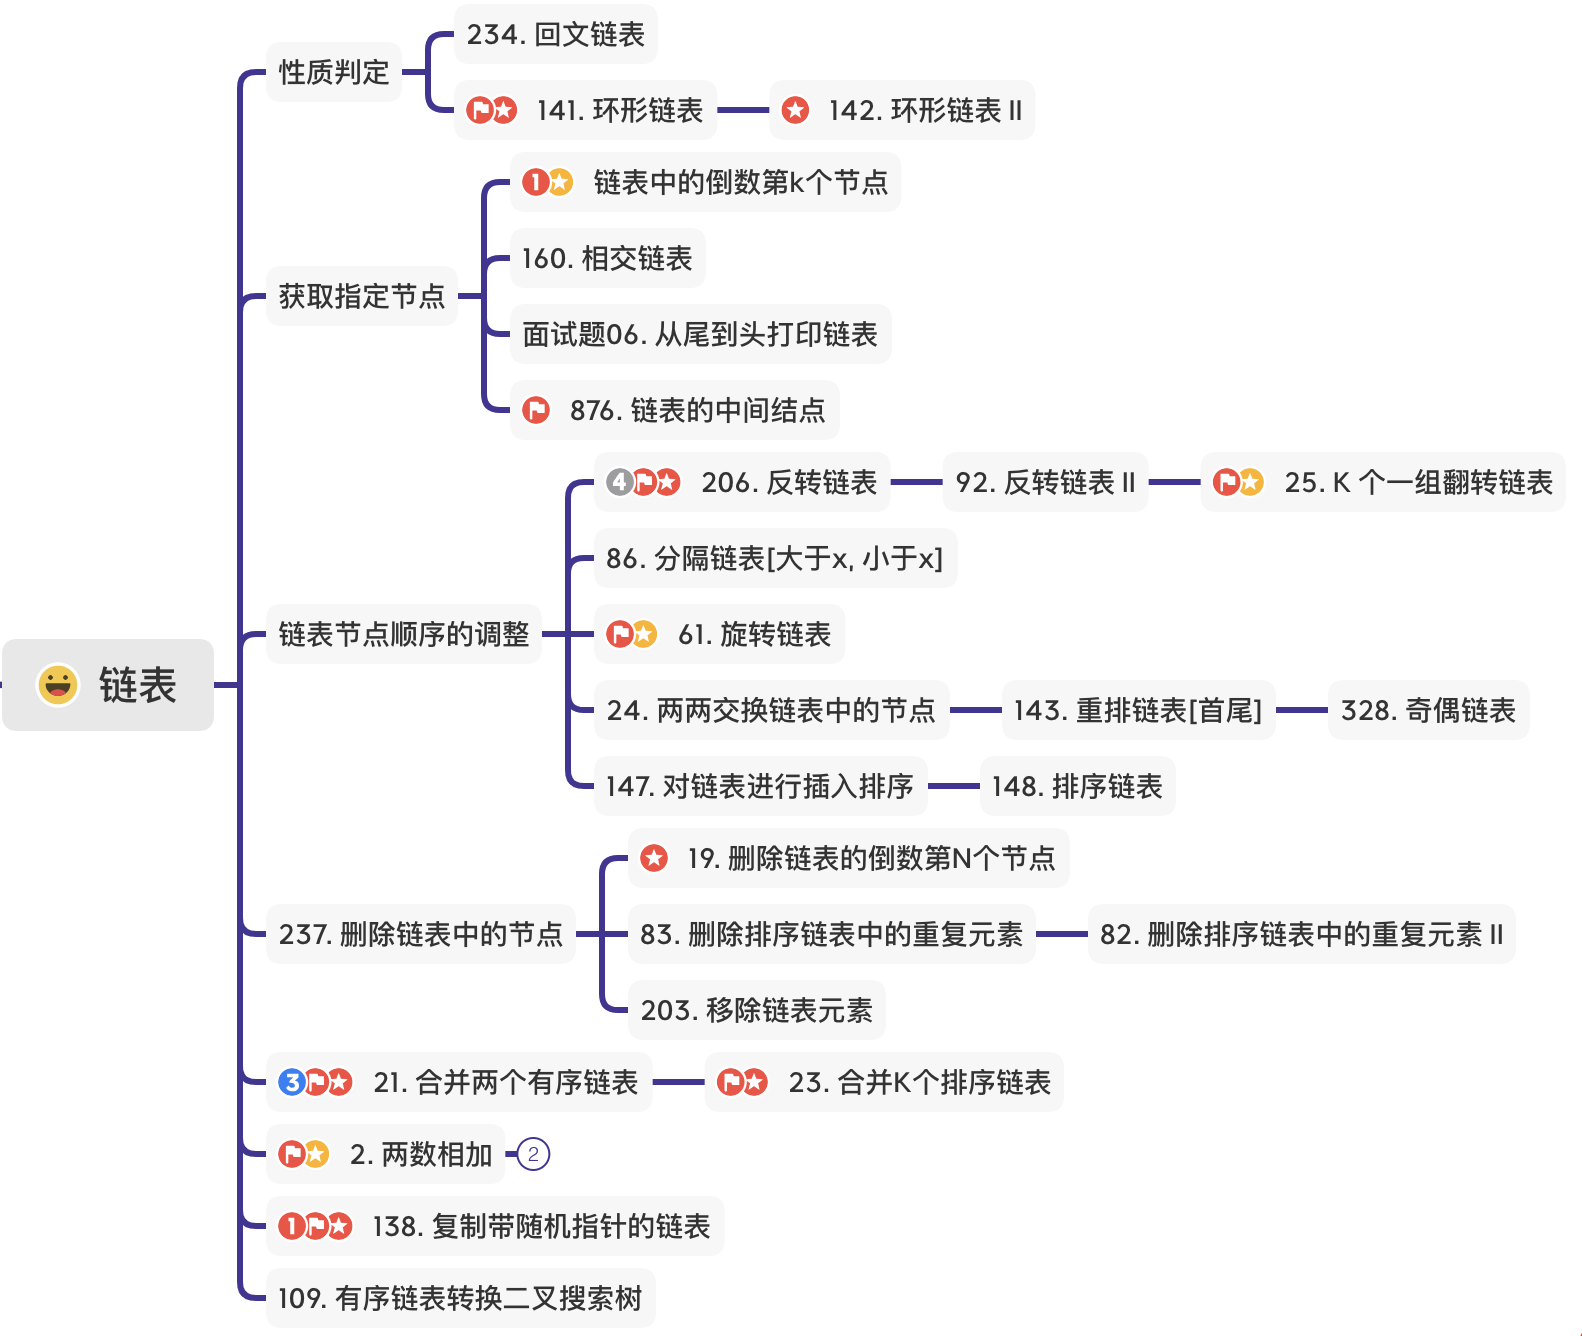 性质判定
234. 回文链表
141. 环形链表
142. 环形链表 II
获取指定节点
1 链表中的倒数第k个节点
160. 相交链表
面试题06. 从尾到头打印链表
876. 链表的中间结点
链表节点顺序的调整
4 206. 反转链表
92. 反转链表 II
25. K 个一组翻转链表
86. 分隔链表[大于x, 小于x]
61. 旋转链表
24. 两两交换链表中的节点
143. 重排链表[首尾]
328. 奇偶链表
147. 对链表进行插入排序
148. 排序链表
链表
237. 删除链表中的节点
19. 删除链表的倒数第N个节点
83. 删除排序链表中的重复元素
82. 删除排序链表中的重复元素 II
203. 移除链表元素
3 21. 合并两个有序链表
23. 合并K个排序链表
2. 两数相加
2
1 138. 复制带随机指针的链表
109. 有序链表转换二叉搜索树